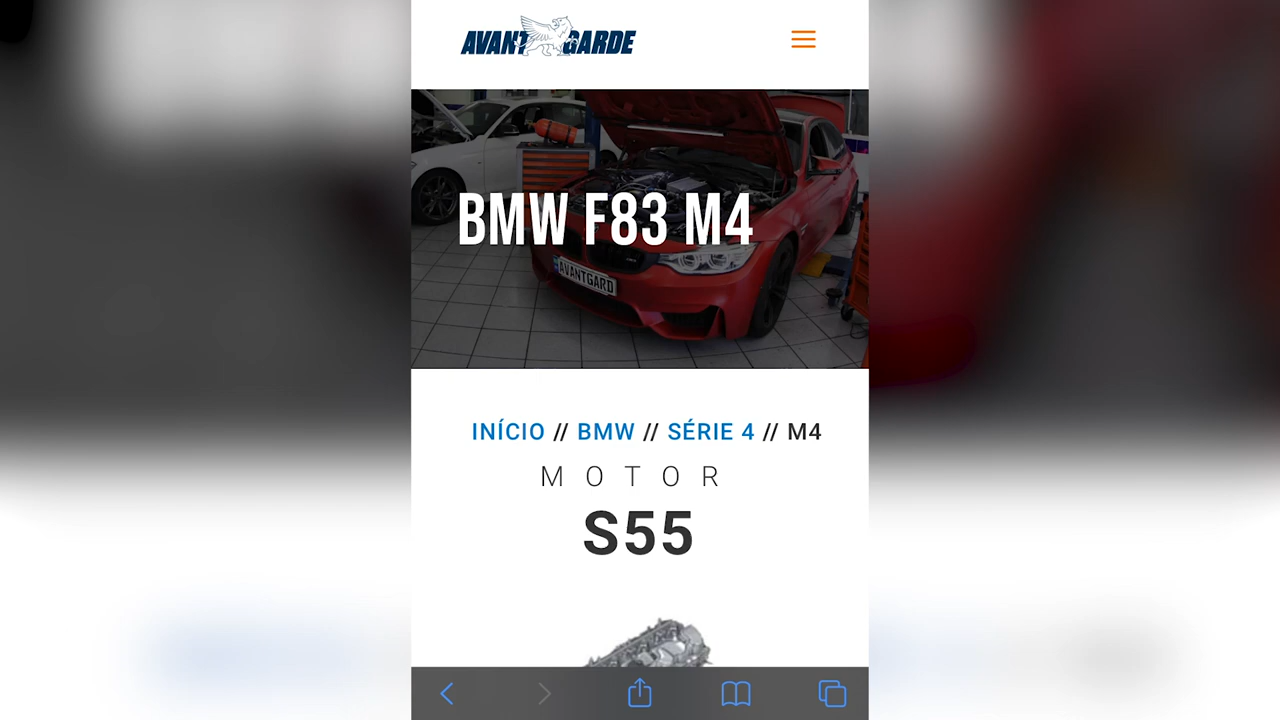 AVANTGARDE
BMW F83 M4
AVANTGARD
INÍCIO // BMW // SÉRIE 4 // M4
MOTOR
S55